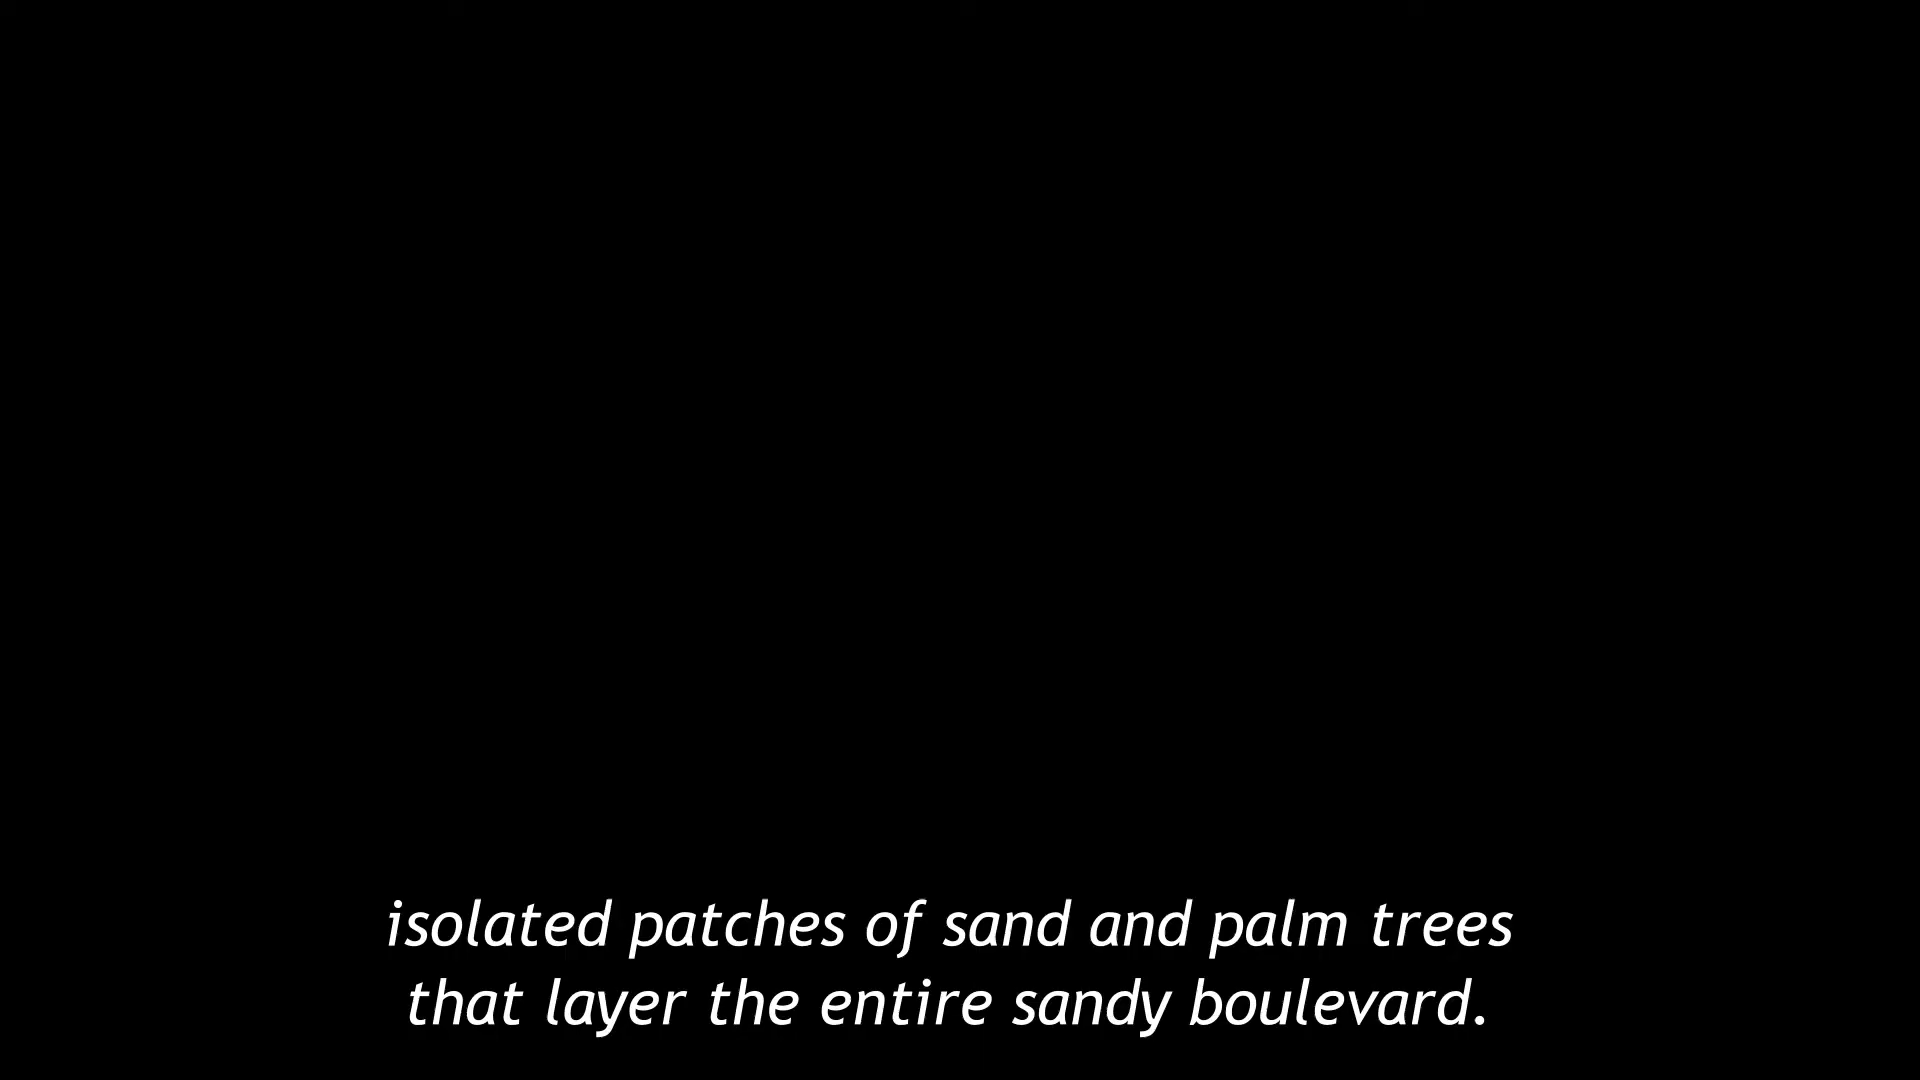 isolated patches of sand and palm trees
that layer the entire sandy boulevard.